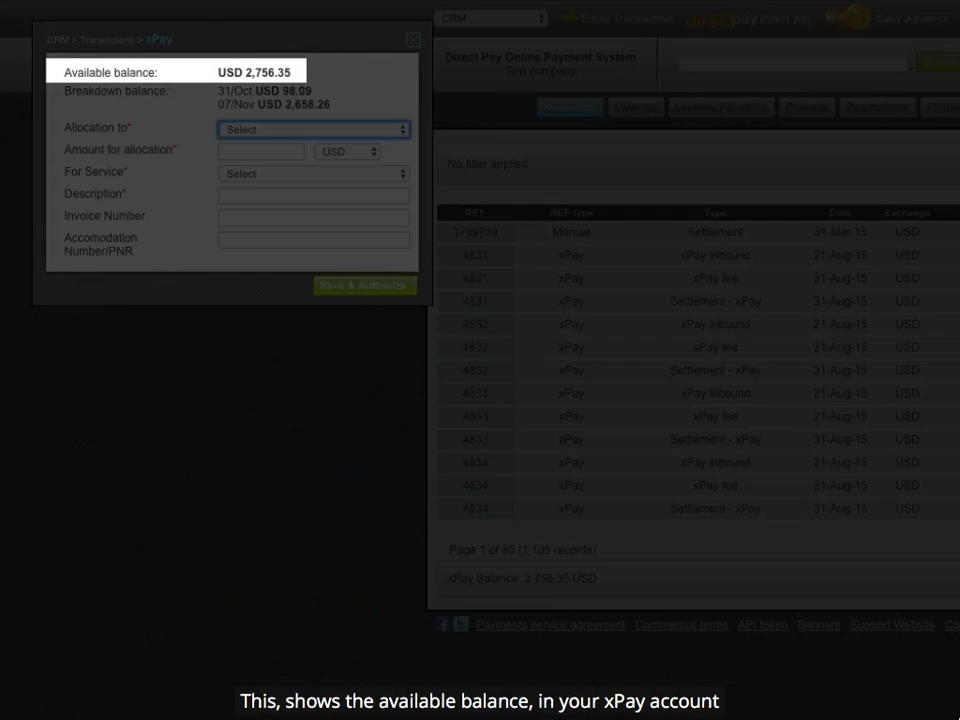 CRM
Email Transaction
direct pay Direct pay
Easy Advance
CRM > Transactions > xPay
Direct Pay Online Payment System
Test company
Available balance: USD 2,756.35
Breakdown balance: 31/Oct USD 98.09
07/Nov USD 2,658.26
Allocation to* Select
Amount for allocation* USD
For Service* Select
Description*
Invoice Number
Accomodation
Number/PNR
Save & Authorize
No filter applied
REF REF type Type Date Exchange
1709739 Manual Settlement 31-Mar-15 USD
4831 xPay xPay inbound 21-Aug-15 USD
4831 xPay xPay fee 21-Aug-15 USD
4831 xPay Settlement - xPay 31-Aug-15 USD
4832 xPay xPay inbound 21-Aug-15 USD
4832 xPay xPay fee 21-Aug-15 USD
4832 xPay Settlement - xPay 31-Aug-15 USD
4833 xPay xPay inbound 21-Aug-15 USD
4833 xPay xPay fee 21-Aug-15 USD
4833 xPay Settlement - xPay 31-Aug-15 USD
4834 xPay xPay inbound 21-Aug-15 USD
4834 xPay xPay fee 21-Aug-15 USD
4834 xPay Settlement - xPay 31-Aug-15 USD
Page 1 of 85 (1,105 records)
xPay Balance: 2,756.35 USD
Payments service agreement Commercial terms API token Banners Support Website
This, shows the available balance, in your xPay account